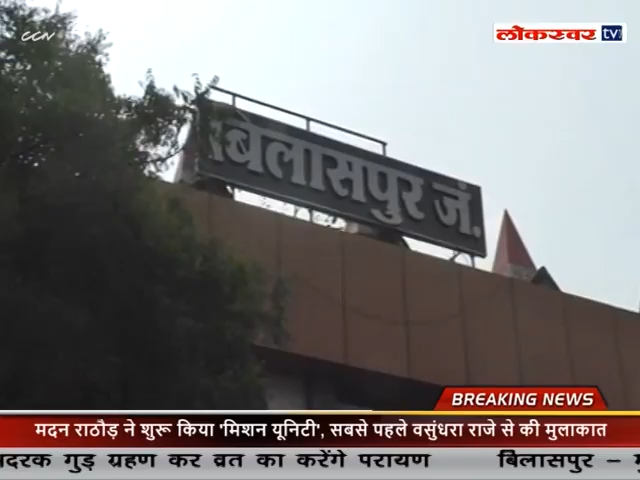 CCN
लोकस्वर tv
बिलासपुर जं.
BREAKING NEWS
मदन राठौड़ ने शुरू किया 'मिशन यूनिटी', सबसे पहले वसुंधरा राजे से की मुलाकात
गुड़ ग्रहण कर व्रत का करेंगे परायण बिलासपुर –